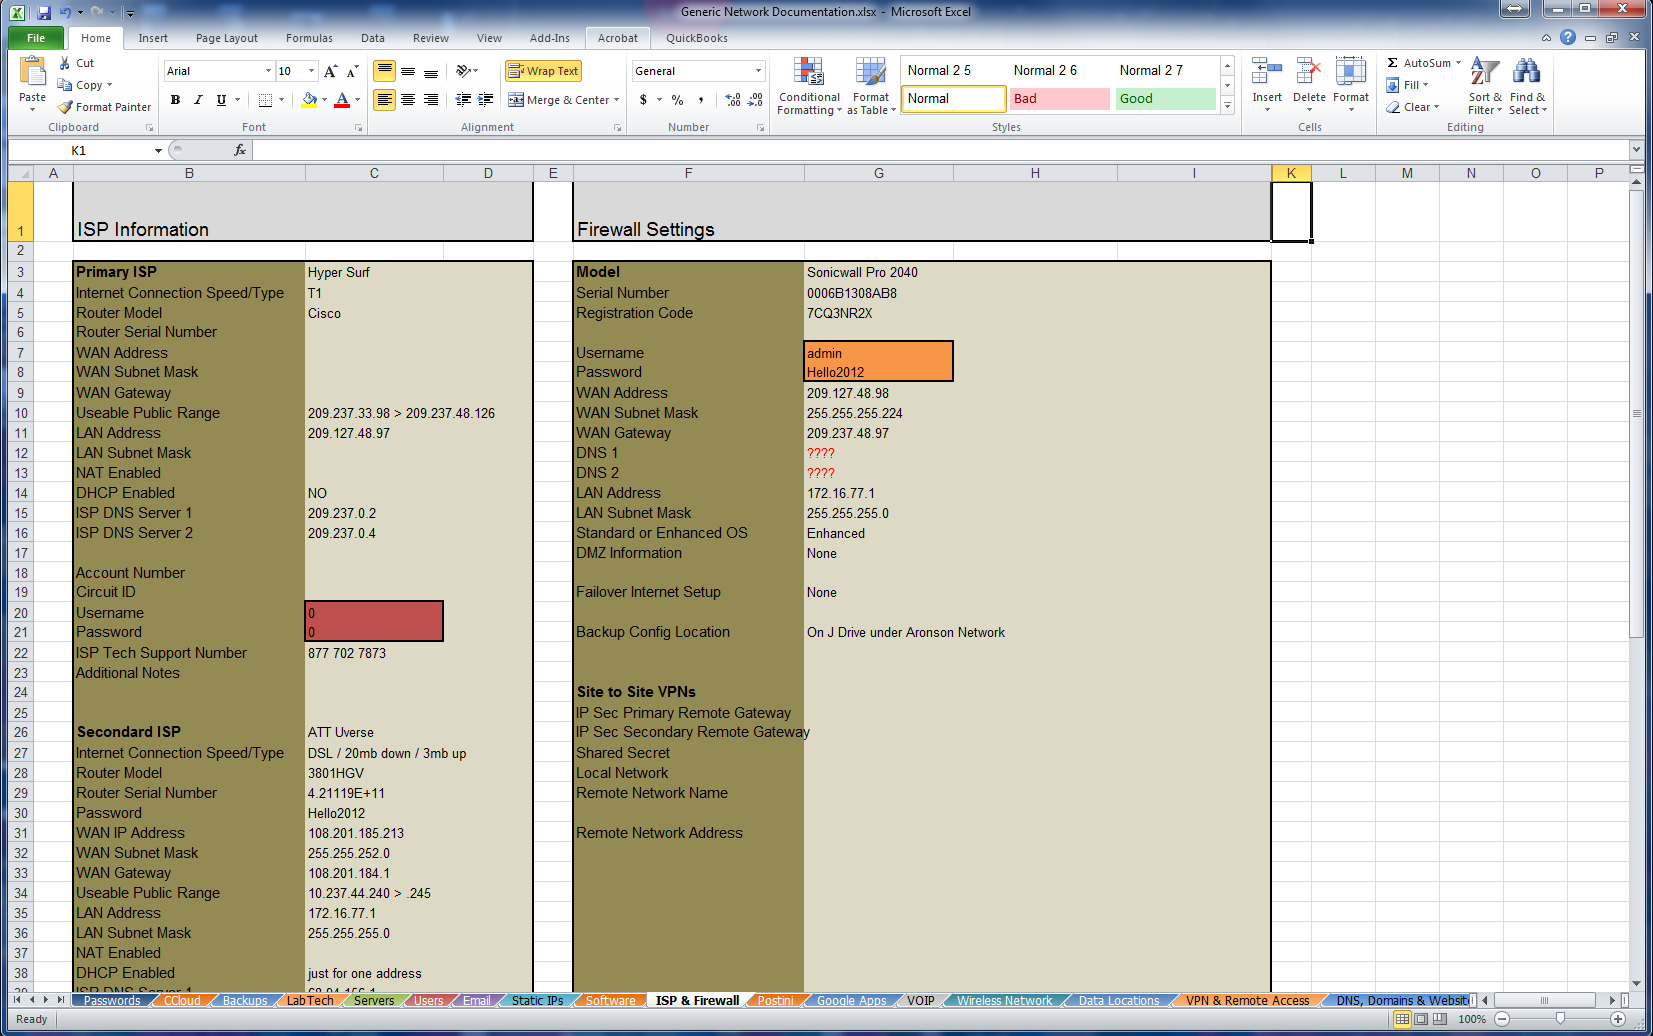 Generic Network Documentation.xlsx - Microsoft Excel
File Home Insert Page Layout Formulas Data Review View Add-Ins Acrobat QuickBooks
Paste Cut Copy Format Painter Clipboard
Arial 10 B I U Font
Wrap Text Merge & Center Alignment
General $ % , Number
Conditional Formatting Format as Table
Normal 2 5 Normal 2 6 Normal 2 7
Normal Bad Good
Styles
Insert Delete Format Cells
AutoSum Fill Clear Sort & Filter Find & Select Editing
K1 fx
A B C D E F G H I K L M N O P
1 ISP Information Firewall Settings
2
3 Primary ISP Hyper Surf Model Sonicwall Pro 2040
4 Internet Connection Speed/Type T1 Serial Number 0006B1308AB8
5 Router Model Cisco Registration Code 7CQ3NR2X
6 Router Serial Number
7 WAN Address Username admin
8 WAN Subnet Mask Password Hello2012
9 WAN Gateway WAN Address 209.127.48.98
10 Useable Public Range 209.237.33.98 > 209.237.48.126 WAN Subnet Mask 255.255.255.224
11 LAN Address 209.127.48.97 WAN Gateway 209.237.48.97
12 LAN Subnet Mask DNS 1 ????
13 NAT Enabled DNS 2 ????
14 DHCP Enabled NO LAN Address 172.16.77.1
15 ISP DNS Server 1 209.237.0.2 LAN Subnet Mask 255.255.255.0
16 ISP DNS Server 2 209.237.0.4 Standard or Enhanced OS Enhanced
17 DMZ Information None
18 Account Number
19 Circuit ID Failover Internet Setup None
20 Username 0
21 Password 0 Backup Config Location On J Drive under Aronson Network
22 ISP Tech Support Number 877 702 7873
23 Additional Notes
24 Site to Site VPNs
25 IP Sec Primary Remote Gateway
26 Secondard ISP ATT Uverse IP Sec Secondary Remote Gateway
27 Internet Connection Speed/Type DSL / 20mb down / 3mb up Shared Secret
28 Router Model 3801HGV Local Network
29 Router Serial Number 4.21119E+11 Remote Network Name
30 Password Hello2012
31 WAN IP Address 108.201.185.213 Remote Network Address
32 WAN Subnet Mask 255.255.252.0
33 WAN Gateway 108.201.184.1
34 Useable Public Range 10.237.44.240 > .245
35 LAN Address 172.16.77.1
36 LAN Subnet Mask 255.255.255.0
37 NAT Enabled
38 DHCP Enabled just for one address
Passwords CCloud Backups LabTech Servers Users Email Static IPs Software ISP & Firewall Postini Google Apps VOIP Wireless Network Data Locations VPN & Remote Access DNS, Domains & Websit
Ready 100%